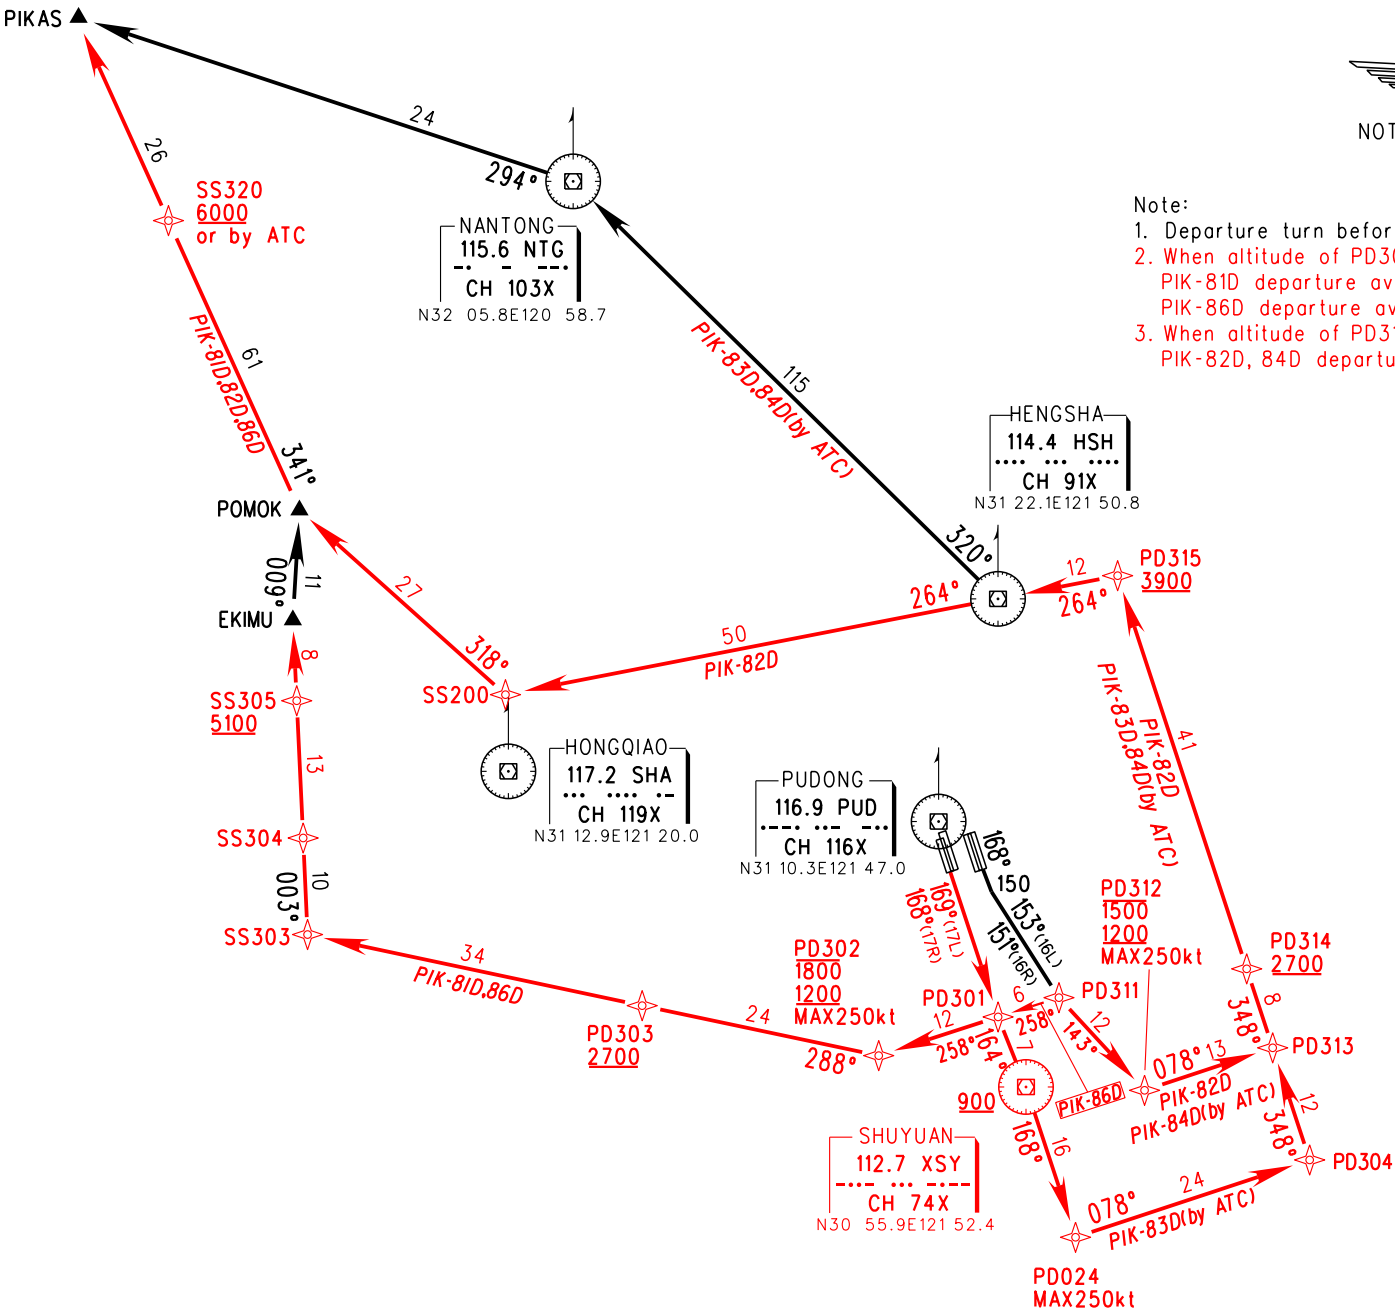 PIKAS
24
294°
26
SS320
6000
or by ATC
NANTONG
115.6 NTG
CH 103X
N32 05.8E120 58.7
NOT
Note:
1. Departure turn befor
2. When altitude of PD30
PIK-81D departure av
PIK-86D departure av
3. When altitude of PD31
PIK-82D, 84D departu
PIK-81D,82D,86D
61
341°
PIK-83D,84D(by ATC)
115
HENGSHA
114.4 HSH
CH 91X
N31 22.1E121 50.8
320°
POMOK
009°
11
EKIMU
27
318°
264°
12
264°
PD315
3900
50
PIK-82D
8
SS305
5100
SS200
13
HONGQIAO
117.2 SHA
CH 119X
N31 12.9E121 20.0
PUDONG
116.9 PUD
CH 116X
N31 10.3E121 47.0
PIK-82D
PIK-83D,84D(by ATC)
41
SS304
10
003°
SS303
168°
150
153°(16L)
151°(16R)
169°(17L)
168°(17R)
PD312
1500
1200
MAX250kt
34
PIK-81D,86D
PD302
1800
1200
MAX250kt
PD301
6
258°
PD311
PD314
2700
8
348°
PD303
2700
24
288°
12
258°
164°
7
12
143°
078°
13
PIK-82D
PIK-84D(by ATC)
PD313
900
PIK-86D
12
348°
SHUYUAN
112.7 XSY
CH 74X
N30 55.9E121 52.4
168°
16
PD304
078°
24
PIK-83D(by ATC)
PD024
MAX250kt